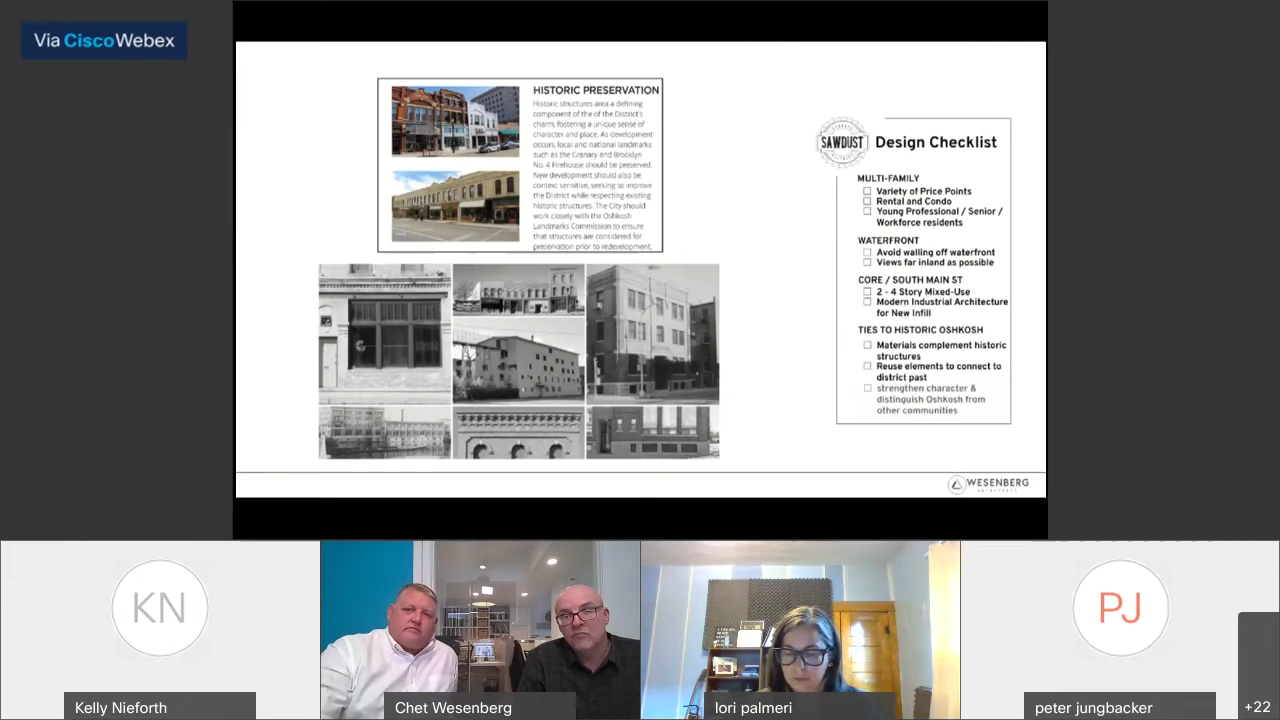 Via CiscoWebex
HISTORIC PRESERVATION
Historic structures area a defining
component of the of the District's
charm, fostering a unique sense of
character and place. As development
occurs, local and national landmarks
such as the Granary and Brooklyn
No. 4 Firehouse should be preserved.
New development should also be
context sensitive, seeking to improve
the District while respecting existing
historic structures. The City should
work closely with the Oshkosh
Landmarks Commission to ensure
that structures are considered for
preservation prior to redevelopment.
SAWDUST
Design Checklist
MULTI-FAMILY
Variety of Price Points
Rental and Condo
Young Professional / Senior /
Workforce residents
WATERFRONT
Avoid walling off waterfront
Views far inland as possible
CORE / SOUTH MAIN ST
2 - 4 Story Mixed-Use
Modern Industrial Architecture
for New Infill
TIES TO HISTORIC OSHKOSH
Materials complement historic
structures
Reuse elements to connect to
district past
strengthen character &
distinguish Oshkosh from
other communities
WESENBERG
ARCHITECTS
KN
PJ
Kelly Nieforth
Chet Wesenberg
lori palmeri
peter jungbacker
+22